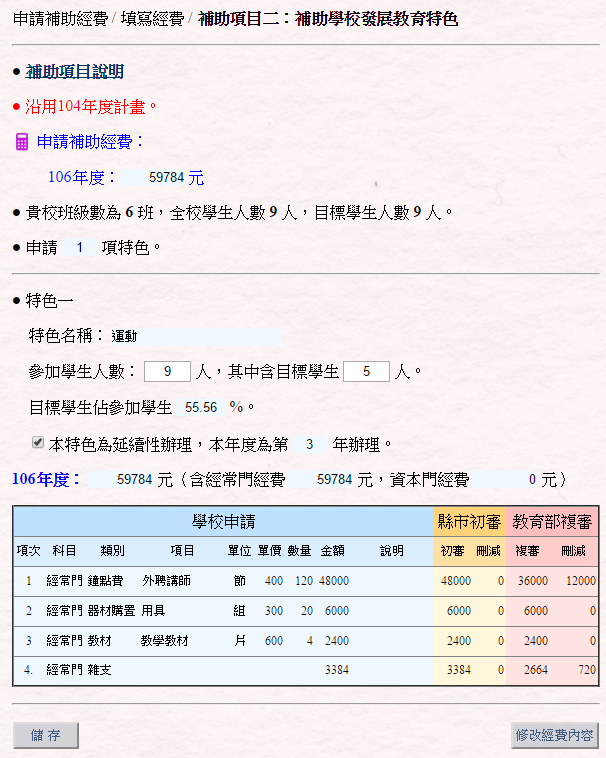 申請補助經費 / 填寫經費 / 補助項目二：補助學校發展教育特色
● 補助項目說明
● 沿用104年度計畫。
申請補助經費：
106年度： 59784 元
● 貴校班級數為 6 班，全校學生人數 9 人，目標學生人數 9 人。
● 申請 1 項特色。
● 特色一
特色名稱： 運動
參加學生人數： 9 人，其中含目標學生 5 人。
目標學生佔參加學生 55.56 %。
本特色為延續性辦理，本年度為第 3 年辦理。
106年度： 59784 元（含經常門經費 59784 元，資本門經費 0 元）
學校申請 縣市初審 教育部複審
項次 科目 類別 項目 單位 單價 數量 金額 說明 初審 刪減 複審 刪減
1 經常門 鐘點費 外聘講師 節 400 120 48000 48000 0 36000 12000
2 經常門 器材購置 用具 組 300 20 6000 6000 0 6000 0
3 經常門 教材 教學教材 片 600 4 2400 2400 0 2400 0
4. 經常門 雜支 3384 3384 0 2664 720
儲 存 修改經費內容